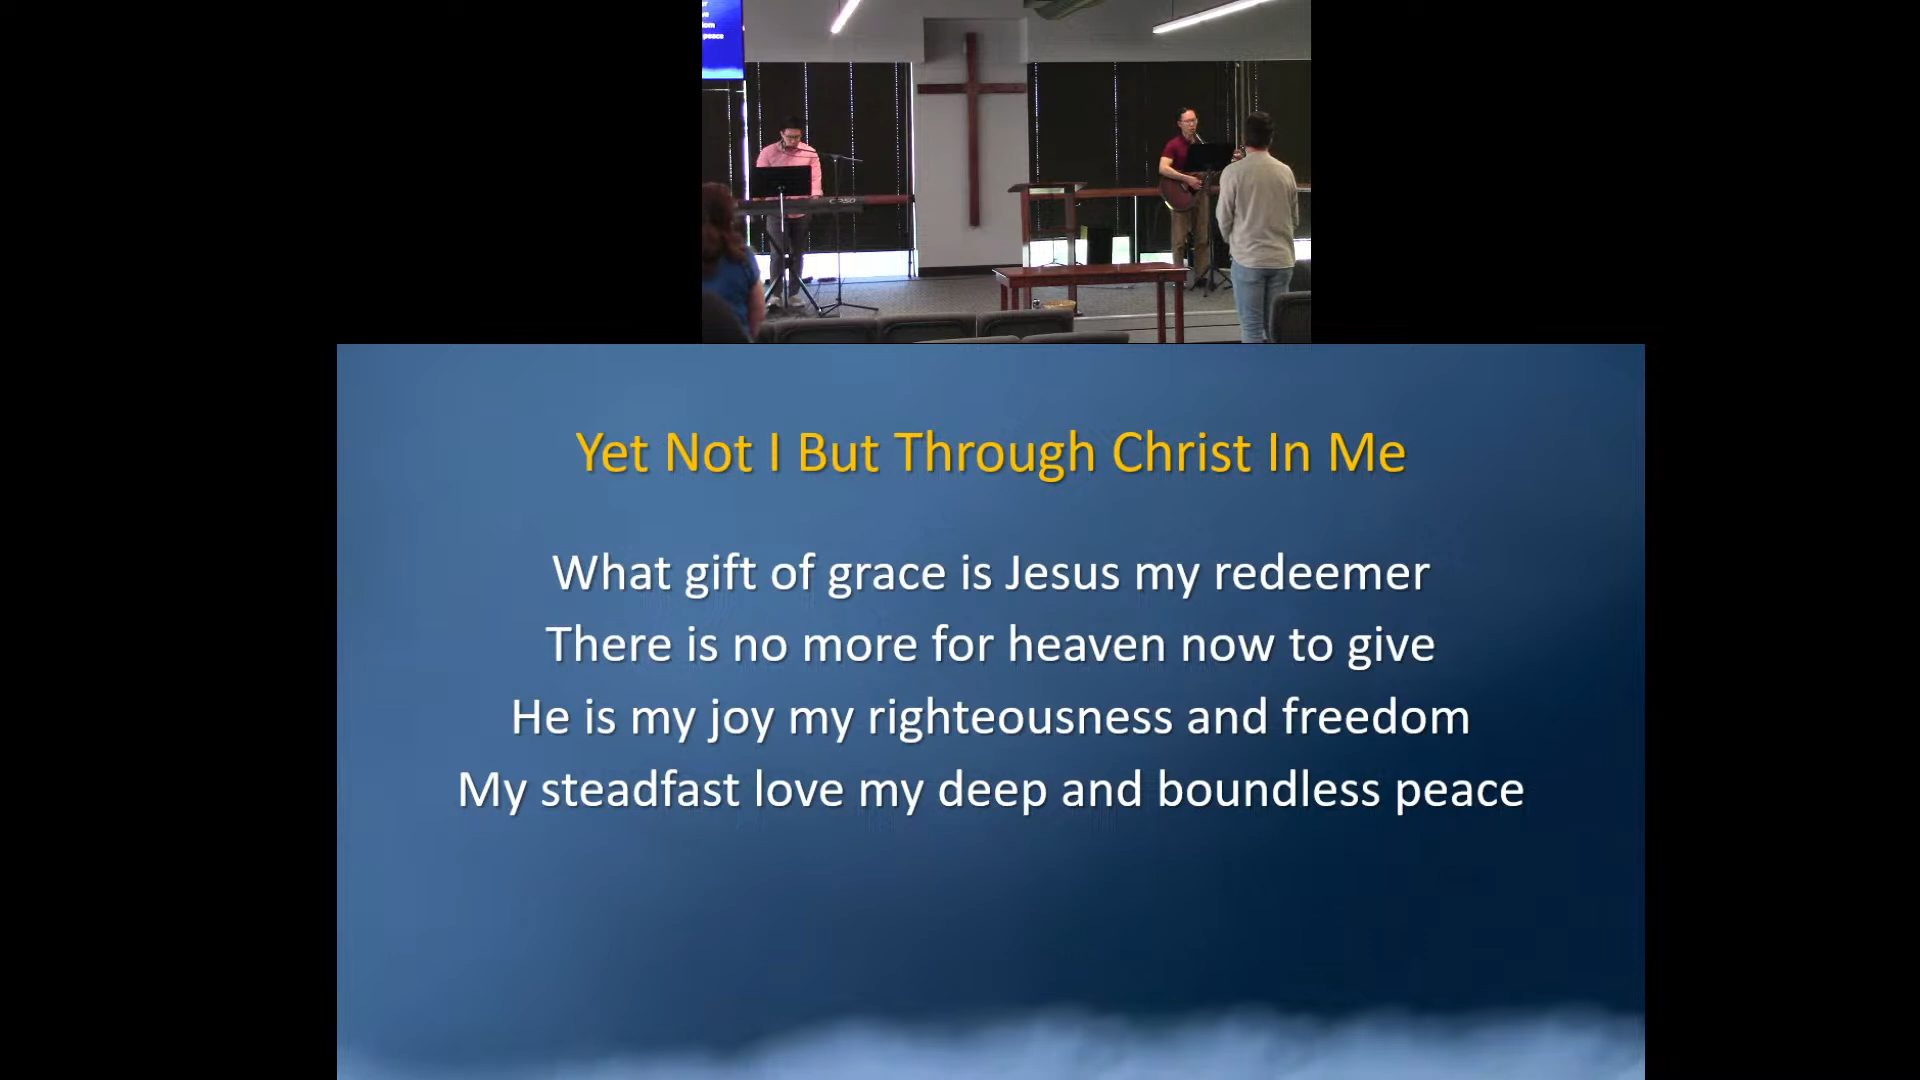 dom
peace
Yet Not I But Through Christ In Me
What gift of grace is Jesus my redeemer
There is no more for heaven now to give
He is my joy my righteousness and freedom
My steadfast love my deep and boundless peace